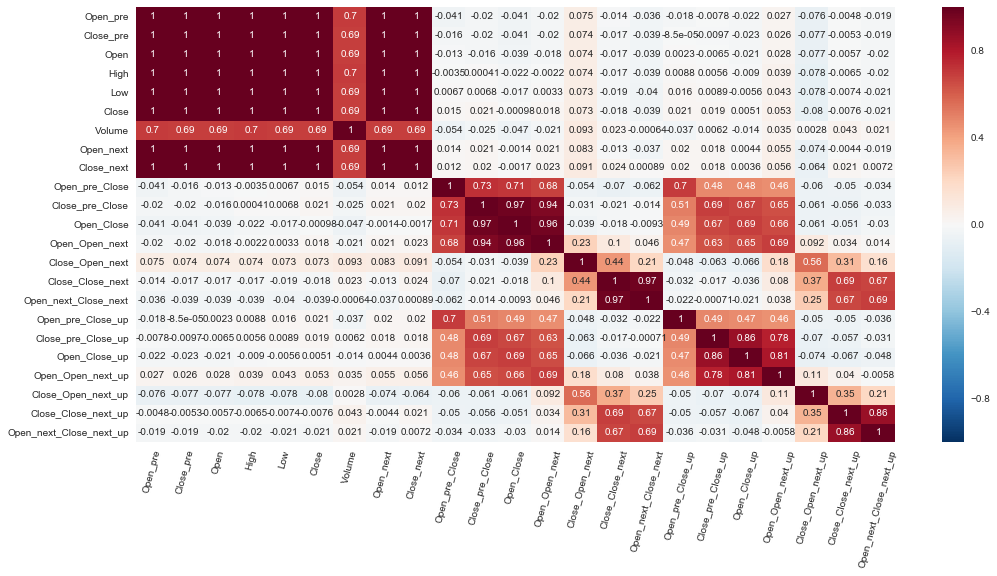 Open_pre 1 1 1 1 1 1 0.7 1 1 -0.041 -0.02 -0.041 -0.02 0.075 -0.014 -0.036 -0.018 -0.0078 -0.022 0.027 -0.076 -0.0048 -0.019
Close_pre 1 1 1 1 1 1 0.69 1 1 -0.016 -0.02 -0.041 -0.02 0.074 -0.017 -0.039 -8.5e-05 -0.0097 -0.023 0.026 -0.077 -0.0053 -0.019
Open 1 1 1 1 1 1 0.69 1 1 -0.013 -0.016 -0.039 -0.018 0.074 -0.017 -0.039 0.0023 -0.0065 -0.021 0.028 -0.077 -0.0057 -0.02
High 1 1 1 1 1 1 0.7 1 1 -0.0035 0.00041 -0.022 -0.0022 0.074 -0.017 -0.039 0.0088 0.0056 -0.009 0.039 -0.078 -0.0065 -0.02
Low 1 1 1 1 1 1 0.69 1 1 0.0067 0.0068 -0.017 0.0033 0.073 -0.019 -0.04 0.016 0.0089 -0.0056 0.043 -0.078 -0.0074 -0.021
Close 1 1 1 1 1 1 0.69 1 1 0.015 0.021 -0.00098 0.018 0.073 -0.018 -0.039 0.021 0.019 0.0051 0.053 -0.08 -0.0076 -0.021
Volume 0.7 0.69 0.69 0.7 0.69 0.69 1 0.69 0.69 -0.054 -0.025 -0.047 -0.021 0.093 0.023 -0.00064 -0.037 0.0062 -0.014 0.035 0.0028 0.043 0.021
Open_next 1 1 1 1 1 1 0.69 1 1 0.014 0.021 -0.0014 0.021 0.083 -0.013 -0.037 0.02 0.018 0.0044 0.055 -0.074 -0.0044 -0.019
Close_next 1 1 1 1 1 1 0.69 1 1 0.012 0.02 -0.0017 0.023 0.091 0.024 0.00089 0.02 0.018 0.0036 0.056 -0.064 0.021 0.0072
Open_pre_Close -0.041 -0.016 -0.013 -0.0035 0.0067 0.015 -0.054 0.014 0.012 1 0.73 0.71 0.68 -0.054 -0.07 -0.062 0.7 0.48 0.48 0.46 -0.06 -0.05 -0.034
Close_pre_Close -0.02 -0.02 -0.016 0.00041 0.0068 0.021 -0.025 0.021 0.02 0.73 1 0.97 0.94 -0.031 -0.021 -0.014 0.51 0.69 0.67 0.65 -0.061 -0.056 -0.033
Open_Close -0.041 -0.041 -0.039 -0.022 -0.017 -0.00098 -0.047 -0.0014 -0.0017 0.71 0.97 1 0.96 -0.039 -0.018 -0.0093 0.49 0.67 0.69 0.66 -0.061 -0.051 -0.03
Open_Open_next -0.02 -0.02 -0.018 -0.0022 0.0033 0.018 -0.021 0.021 0.023 0.68 0.94 0.96 1 0.23 0.1 0.046 0.47 0.63 0.65 0.69 0.092 0.034 0.014
Close_Open_next 0.075 0.074 0.074 0.074 0.073 0.073 0.093 0.083 0.091 -0.054 -0.031 -0.039 0.23 1 0.44 0.21 -0.048 -0.063 -0.066 0.18 0.56 0.31 0.16
Close_Close_next -0.014 -0.017 -0.017 -0.017 -0.019 -0.018 0.023 -0.013 0.024 -0.07 -0.021 -0.018 0.1 0.44 1 0.97 -0.032 -0.017 -0.036 0.08 0.37 0.69 0.67
Open_next_Close_next -0.036 -0.039 -0.039 -0.039 -0.04 -0.039 -0.00064 -0.037 0.00089 -0.062 -0.014 -0.0093 0.046 0.21 0.97 1 -0.022 -0.00071 -0.021 0.038 0.25 0.67 0.69
Open_pre_Close_up -0.018 -8.5e-05 0.0023 0.0088 0.016 0.021 -0.037 0.02 0.02 0.7 0.51 0.49 0.47 -0.048 -0.032 -0.022 1 0.49 0.47 0.46 -0.05 -0.05 -0.036
Close_pre_Close_up -0.0078 -0.0097 -0.0065 0.0056 0.0089 0.019 0.0062 0.018 0.018 0.48 0.69 0.67 0.63 -0.063 -0.017 -0.00071 0.49 1 0.86 0.78 -0.07 -0.057 -0.031
Open_Close_up -0.022 -0.023 -0.021 -0.009 -0.0056 0.0051 -0.014 0.0044 0.0036 0.48 0.67 0.69 0.65 -0.066 -0.036 -0.021 0.47 0.86 1 0.81 -0.074 -0.067 -0.048
Open_Open_next_up 0.027 0.026 0.028 0.039 0.043 0.053 0.035 0.055 0.056 0.46 0.65 0.66 0.69 0.18 0.08 0.038 0.46 0.78 0.81 1 0.11 0.04 -0.0058
Close_Open_next_up -0.076 -0.077 -0.077 -0.078 -0.078 -0.08 0.0028 -0.074 -0.064 -0.06 -0.061 -0.061 0.092 0.56 0.37 0.25 -0.05 -0.07 -0.074 0.11 1 0.35 0.21
Close_Close_next_up -0.0048 -0.0053 -0.0057 -0.0065 -0.0074 -0.0076 0.043 -0.0044 0.021 -0.05 -0.056 -0.051 0.034 0.31 0.69 0.67 -0.05 -0.057 -0.067 0.04 0.35 1 0.86
Open_next_Close_next_up -0.019 -0.019 -0.02 -0.02 -0.021 -0.021 0.021 -0.019 0.0072 -0.034 -0.033 -0.03 0.014 0.16 0.67 0.69 -0.036 -0.031 -0.048 -0.0058 0.21 0.86 1
Open_pre
Close_pre
Open
High
Low
Close
Volume
Open_next
Close_next
Open_pre_Close
Close_pre_Close
Open_Close
Open_Open_next
Close_Open_next
Close_Close_next
Open_next_Close_next
Open_pre_Close_up
Close_pre_Close_up
Open_Close_up
Open_Open_next_up
Close_Open_next_up
Close_Close_next_up
Open_next_Close_next_up
0.8
0.4
0.0
-0.4
-0.8